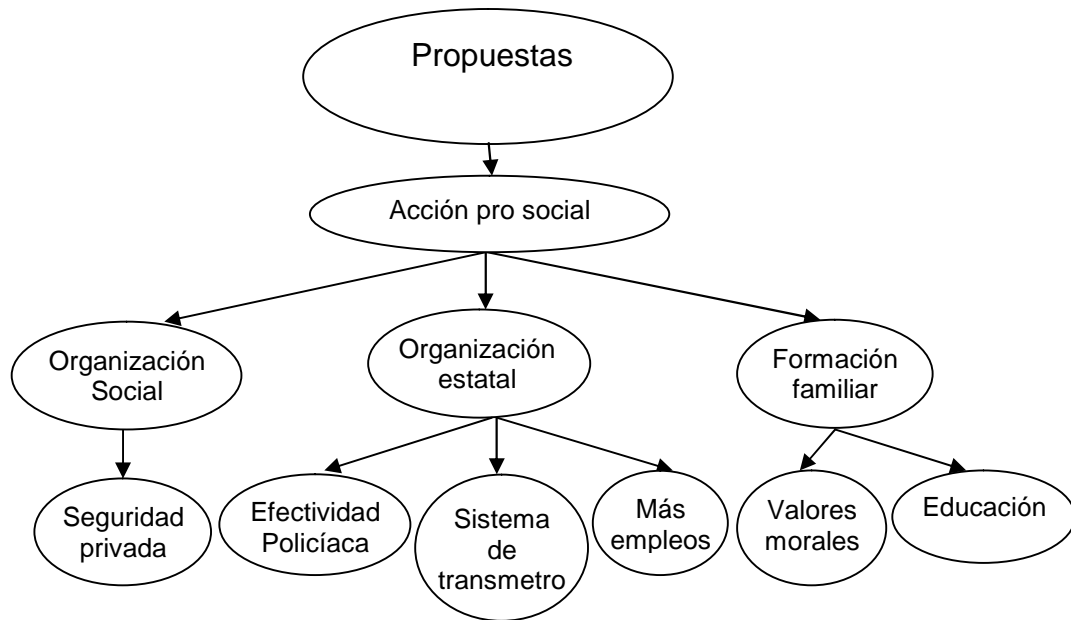 Propuestas
Acción pro social
Organización
Social
Organización
estatal
Formación
familiar
Seguridad
privada
Efectividad
Policíaca
Sistema
de
transmetro
Más
empleos
Valores
morales
Educación